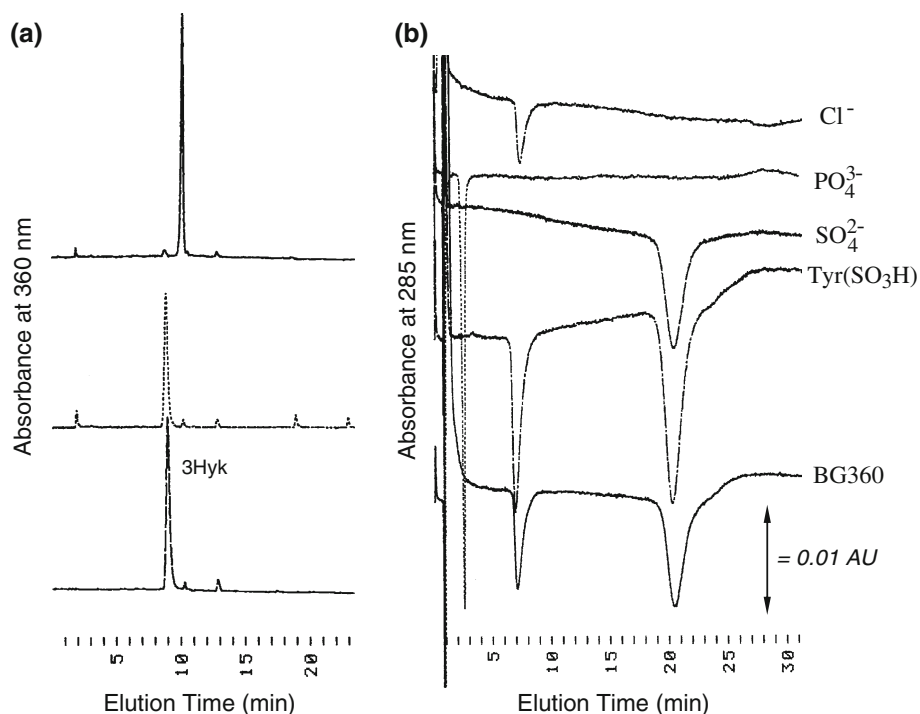 (a)
Absorbance at 360 nm
3Hyk
5 10 15 20
Elution Time (min)
(b)
Absorbance at 285 nm
Cl⁻
PO₄³⁻
SO₄²⁻
Tyr(SO₃H)
BG360
= 0.01 AU
5 10 15 20 25 30
Elution Time (min)